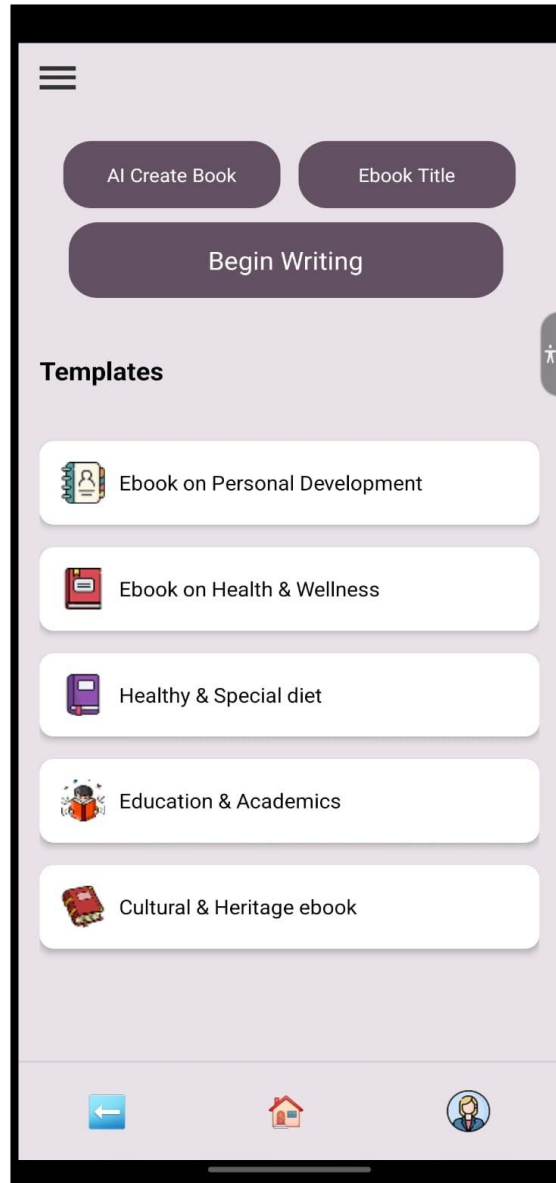 AI Create Book
Ebook Title
Begin Writing
Templates
Ebook on Personal Development
Ebook on Health & Wellness
Healthy & Special diet
Education & Academics
Cultural & Heritage ebook